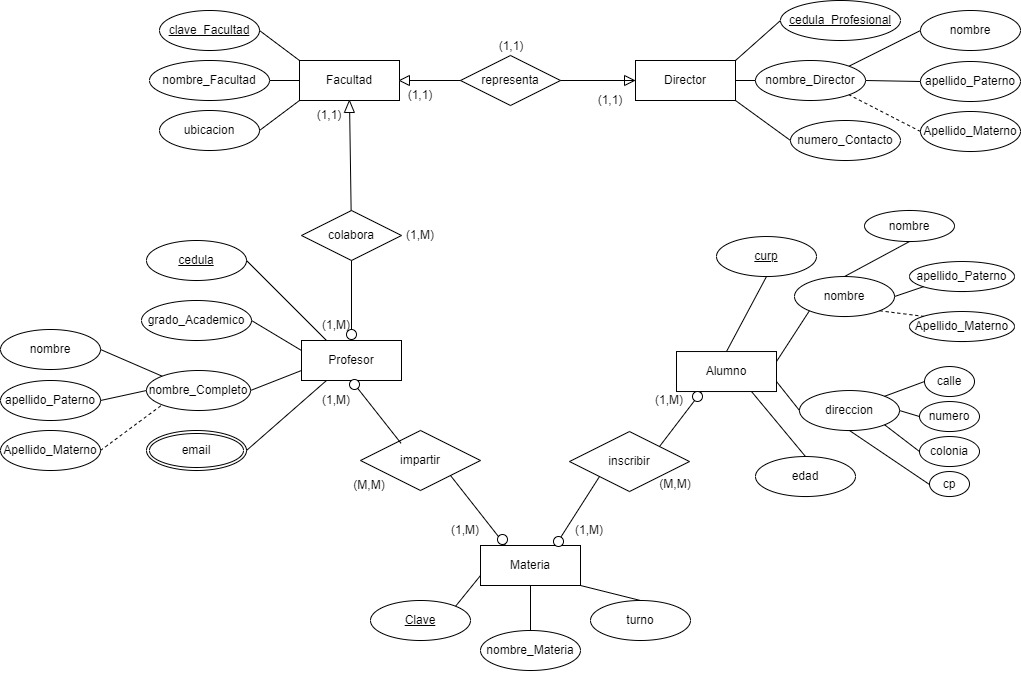 clave_Facultad
nombre_Facultad
ubicacion
Facultad
(1,1)
(1,1)
representa
(1,1)
(1,1)
Director
cedula_Profesional
nombre_Director
numero_Contacto
nombre
apellido_Paterno
Apellido_Materno
colabora
(1,M)
(1,M)
cedula
grado_Academico
nombre_Completo
nombre
apellido_Paterno
Apellido_Materno
email
Profesor
(1,M)
impartir
(M,M)
(1,M)
curp
nombre
nombre
apellido_Paterno
Apellido_Materno
Alumno
direccion
calle
numero
colonia
cp
edad
(1,M)
inscribir
(M,M)
(1,M)
Materia
Clave
nombre_Materia
turno